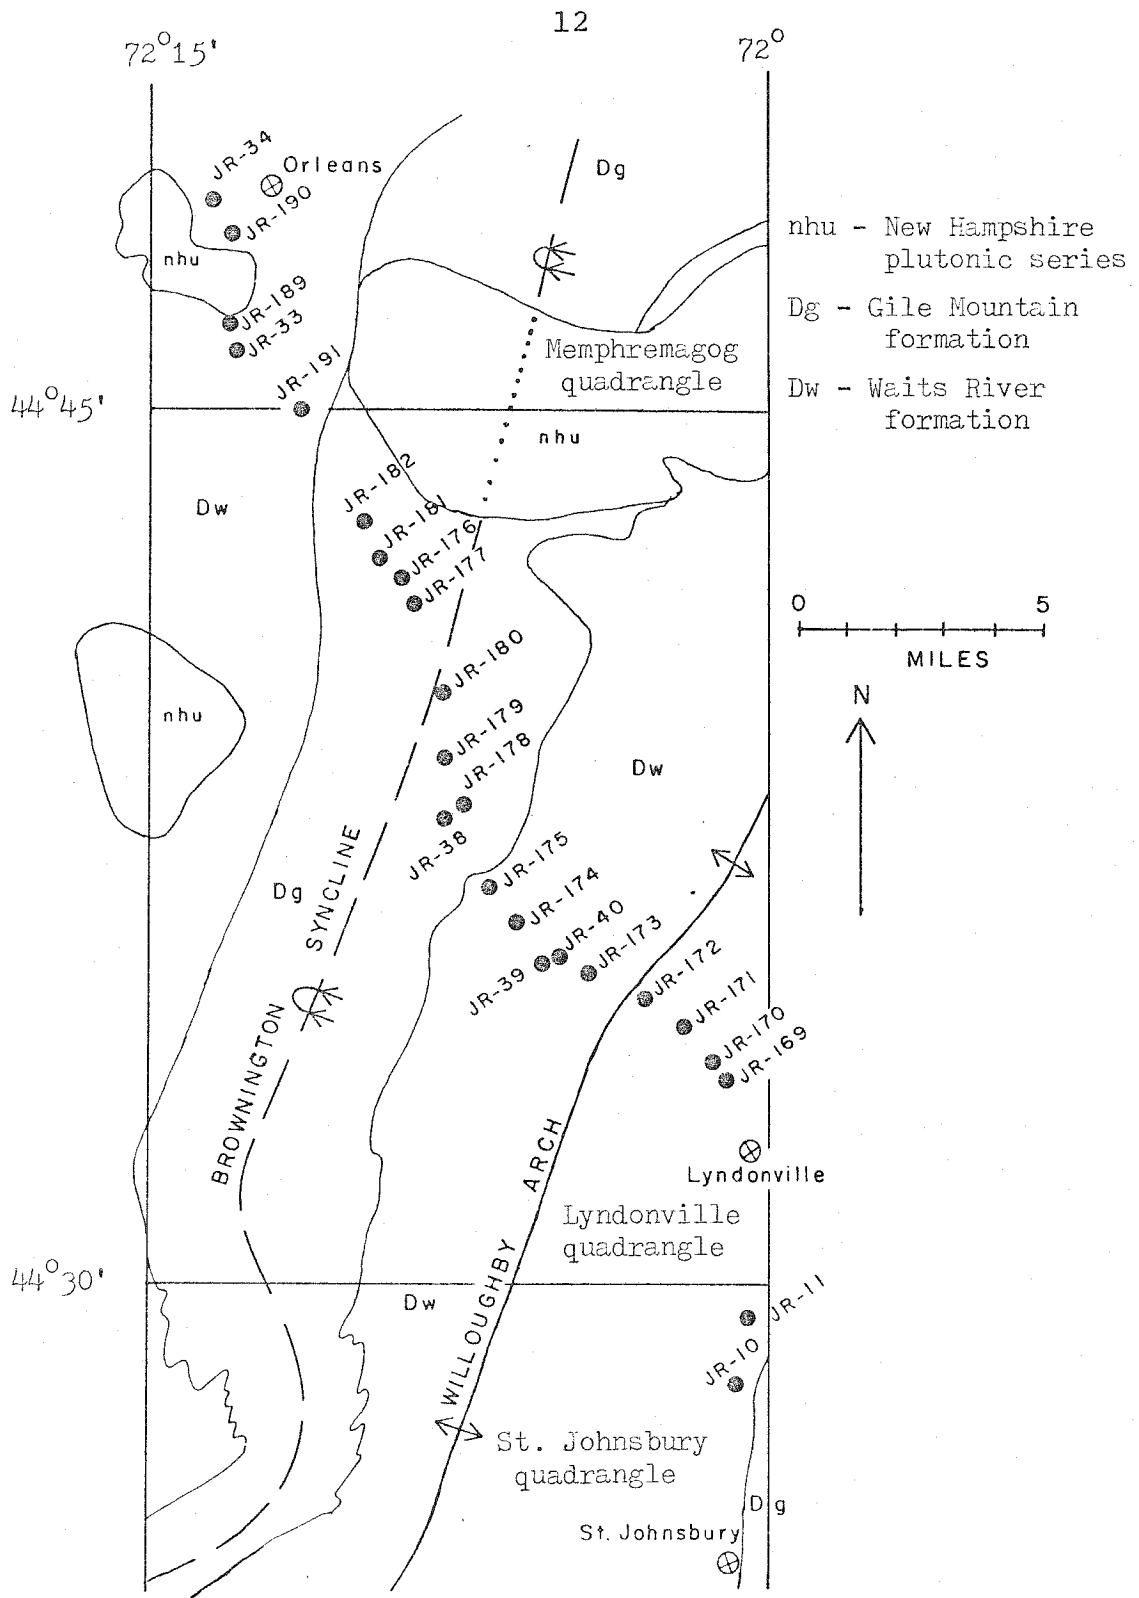 12
72°15'
72°
JR-34
Orleans
JR-190
nhu
Dg
nhu - New Hampshire
plutonic series
Dg - Gile Mountain
formation
Dw - Waits River
formation
JR-189
JR-33
JR-191
Memphremagog
quadrangle
44°45'
nhu
JR-182
Dw
JR-181
JR-176
JR-177
0 5
MILES
N
JR-180
nhu
JR-179
JR-178
Dw
JR-38
JR-175
Dg
BROWNINGTON SYNCLINE
JR-174
JR-40
JR-173
JR-39
JR-172
JR-171
JR-170
JR-169
Lyndonville
WILLOUGHBY ARCH
Lyndonville
quadrangle
44°30'
Dw
JR-11
JR-10
St. Johnsbury
quadrangle
Dg
St. Johnsbury